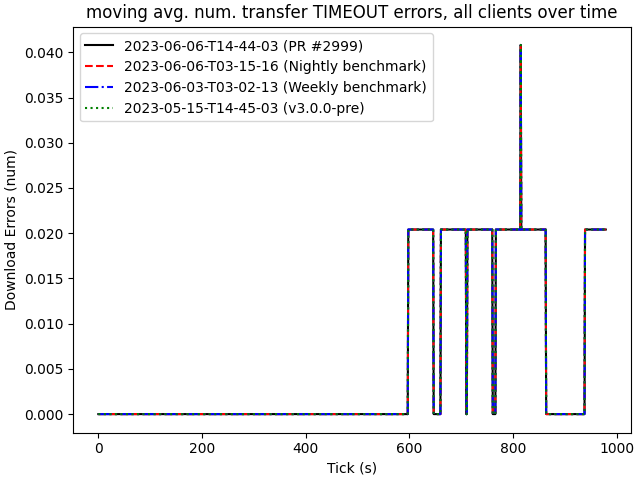 moving avg. num. transfer TIMEOUT errors, all clients over time
2023-06-06-T14-44-03 (PR #2999)
2023-06-06-T03-15-16 (Nightly benchmark)
2023-06-03-T03-02-13 (Weekly benchmark)
2023-05-15-T14-45-03 (v3.0.0-pre)
Download Errors (num)
0.040
0.035
0.030
0.025
0.020
0.015
0.010
0.005
0.000
0 200 400 600 800 1000
Tick (s)